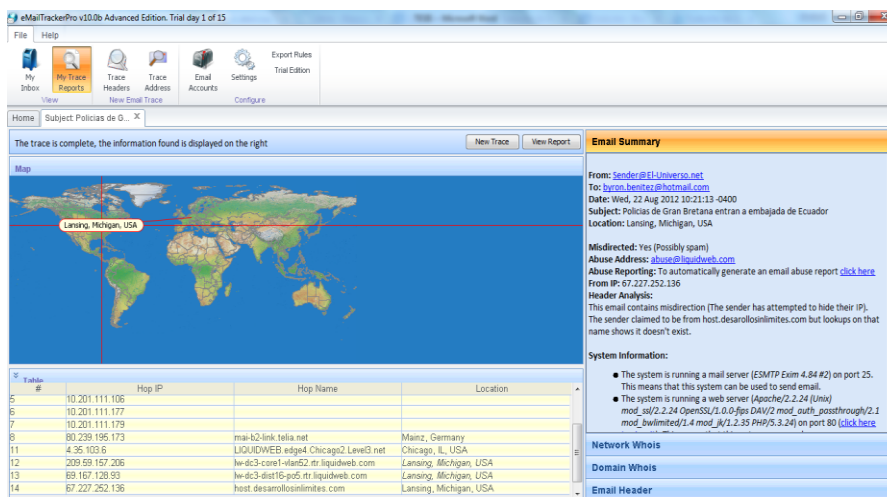 eMailTrackerPro v10.0b Advanced Edition. Trial day 1 of 15
File Help
My Inbox
My Trace Reports
Trace Headers
Trace Address
Email Accounts
Settings
Export Rules
Trial Edition
View
New Email Trace
Configure
Home
Subject Policias de G... X
The trace is complete, the information found is displayed on the right
New Trace
View Report
Map
Lansing, Michigan, USA
Table
# Hop IP Hop Name Location
5 10.201.111.106
6 10.201.111.177
7 10.201.111.179
8 80.239.195.173 mai-b2-link.telia.net Mainz, Germany
11 4.35.103.6 LIQUIDWEB.edge4.Chicago2.Level3.net Chicago, IL, USA
12 209.59.157.206 lw-dc3-core1-vlan52.rtr.liquidweb.com Lansing, Michigan, USA
13 69.167.128.93 lw-dc3-dist16-po5.rtr.liquidweb.com Lansing, Michigan, USA
14 67.227.252.136 host.desarrollosinlimites.com Lansing, Michigan, USA
Email Summary
From: Sender@El-Universo.net
To: byron.benitez@hotmail.com
Date: Wed, 22 Aug 2012 10:21:13 -0400
Subject: Policias de Gran Bretana entran a embajada de Ecuador
Location: Lansing, Michigan, USA
Misdirected: Yes (Possibly spam)
Abuse Address: abuse@liquidweb.com
Abuse Reporting: To automatically generate an email abuse report click here
From IP: 67.227.252.136
Header Analysis:
This email contains misdirection (The sender has attempted to hide their IP).
The sender claimed to be from host.desarollosinlimites.com but lookups on that
name shows it doesn't exist.
System Information:
● The system is running a mail server (ESMTP Exim 4.84 #2) on port 25.
This means that this system can be used to send email.
● The system is running a web server (Apache/2.2.24 (Unix)
mod_ssl/2.2.24 OpenSSL/1.0.0-fips DAV/2 mod_auth_passthrough/2.1
mod_bwlimited/1.4 mod_jk/1.2.35 PHP/5.3.24) on port 80 (click here
Network Whois
Domain Whois
Email Header